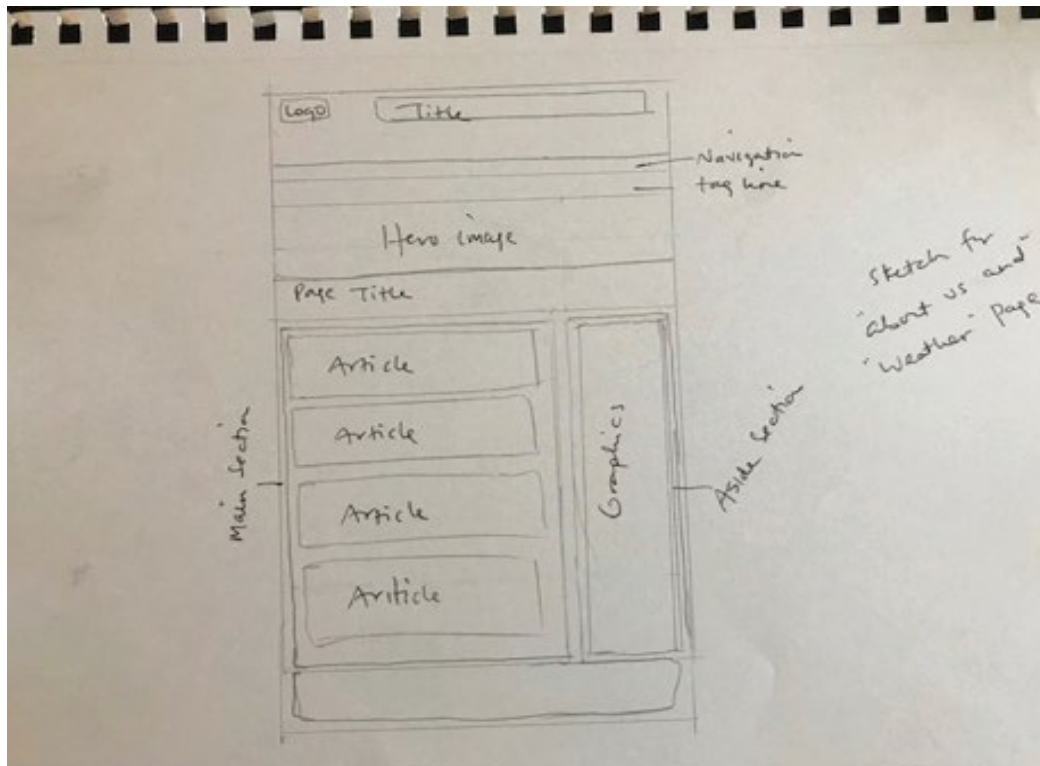 Logo
Title
Navigation
tag line
Hero image
Page Title
Article
Article
Article
Ariticle
Graphics
Main Section
Aside Section
Sketch for
"about us and"
"weather" page